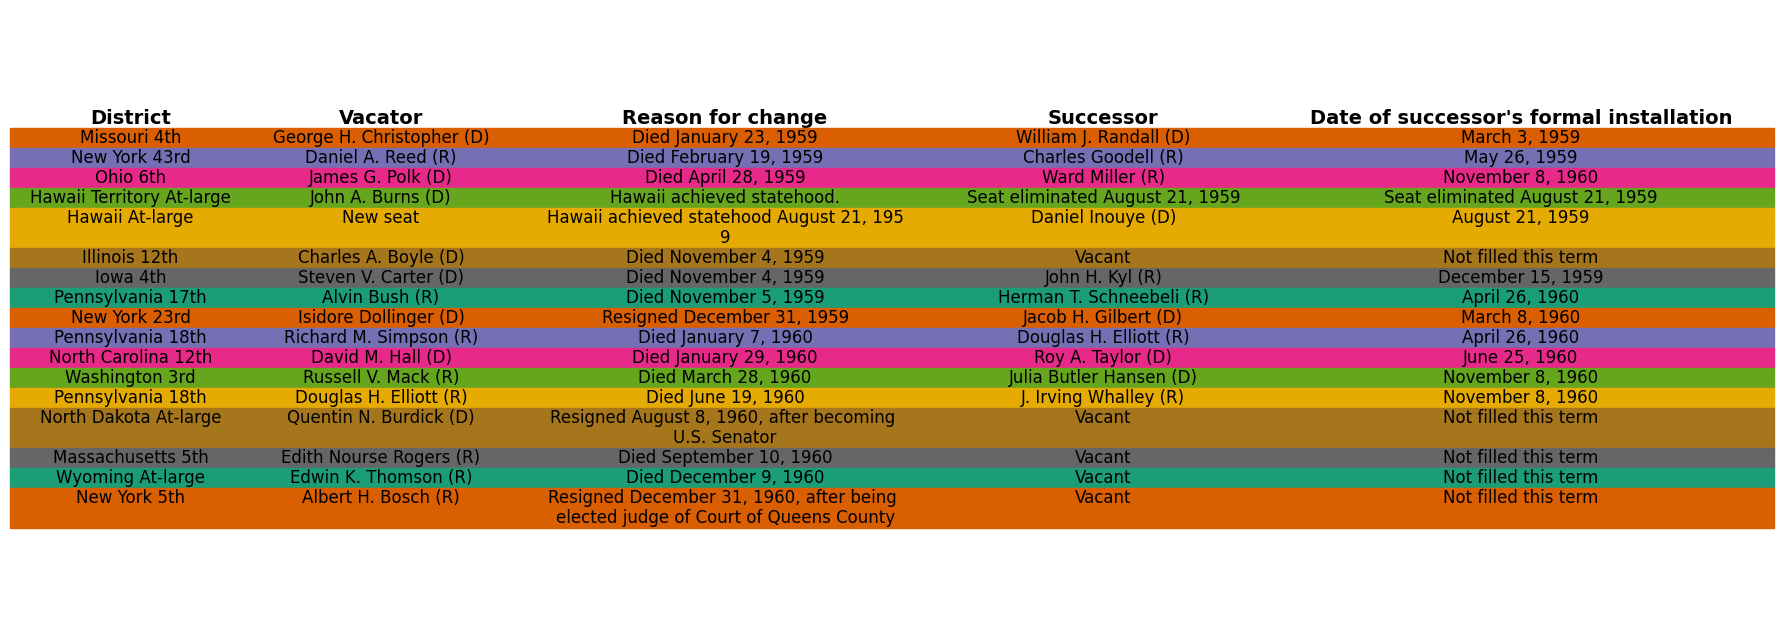 District Vacator Reason for change Successor Date of successor's formal installation
Missouri 4th George H. Christopher (D) Died January 23, 1959 William J. Randall (D) March 3, 1959
New York 43rd Daniel A. Reed (R) Died February 19, 1959 Charles Goodell (R) May 26, 1959
Ohio 6th James G. Polk (D) Died April 28, 1959 Ward Miller (R) November 8, 1960
Hawaii Territory At-large John A. Burns (D) Hawaii achieved statehood. Seat eliminated August 21, 1959 Seat eliminated August 21, 1959
Hawaii At-large New seat Hawaii achieved statehood August 21, 195 Daniel Inouye (D) August 21, 1959
9
Illinois 12th Charles A. Boyle (D) Died November 4, 1959 Vacant Not filled this term
Iowa 4th Steven V. Carter (D) Died November 4, 1959 John H. Kyl (R) December 15, 1959
Pennsylvania 17th Alvin Bush (R) Died November 5, 1959 Herman T. Schneebeli (R) April 26, 1960
New York 23rd Isidore Dollinger (D) Resigned December 31, 1959 Jacob H. Gilbert (D) March 8, 1960
Pennsylvania 18th Richard M. Simpson (R) Died January 7, 1960 Douglas H. Elliott (R) April 26, 1960
North Carolina 12th David M. Hall (D) Died January 29, 1960 Roy A. Taylor (D) June 25, 1960
Washington 3rd Russell V. Mack (R) Died March 28, 1960 Julia Butler Hansen (D) November 8, 1960
Pennsylvania 18th Douglas H. Elliott (R) Died June 19, 1960 J. Irving Whalley (R) November 8, 1960
North Dakota At-large Quentin N. Burdick (D) Resigned August 8, 1960, after becoming Vacant Not filled this term
U.S. Senator
Massachusetts 5th Edith Nourse Rogers (R) Died September 10, 1960 Vacant Not filled this term
Wyoming At-large Edwin K. Thomson (R) Died December 9, 1960 Vacant Not filled this term
New York 5th Albert H. Bosch (R) Resigned December 31, 1960, after being Vacant Not filled this term
elected judge of Court of Queens County